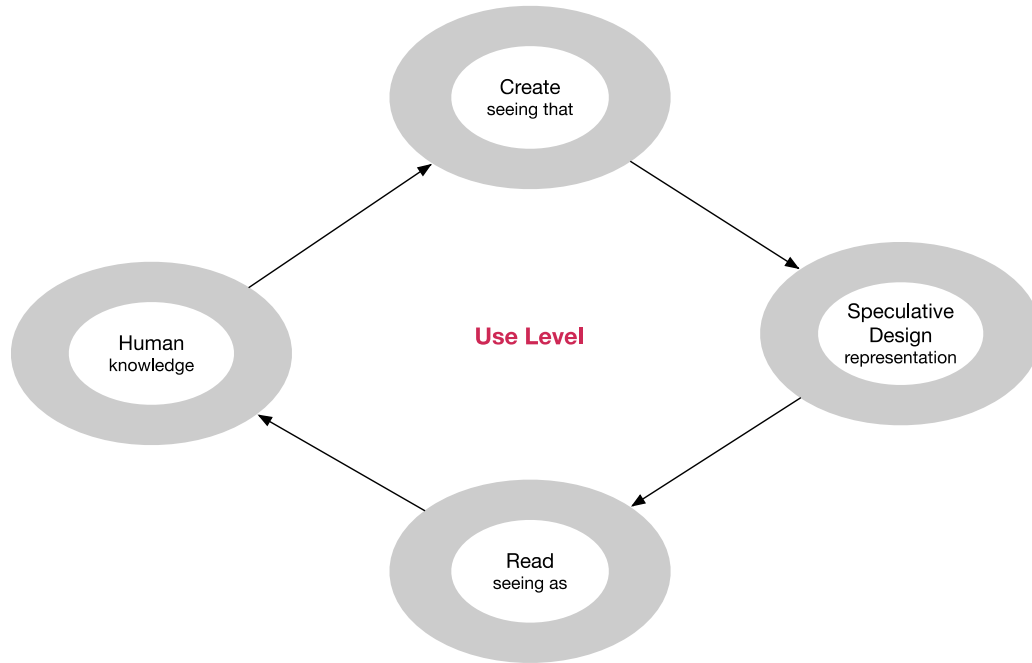 Create
seeing that
Speculative
Design
representation
Human
knowledge
Use Level
Read
seeing as